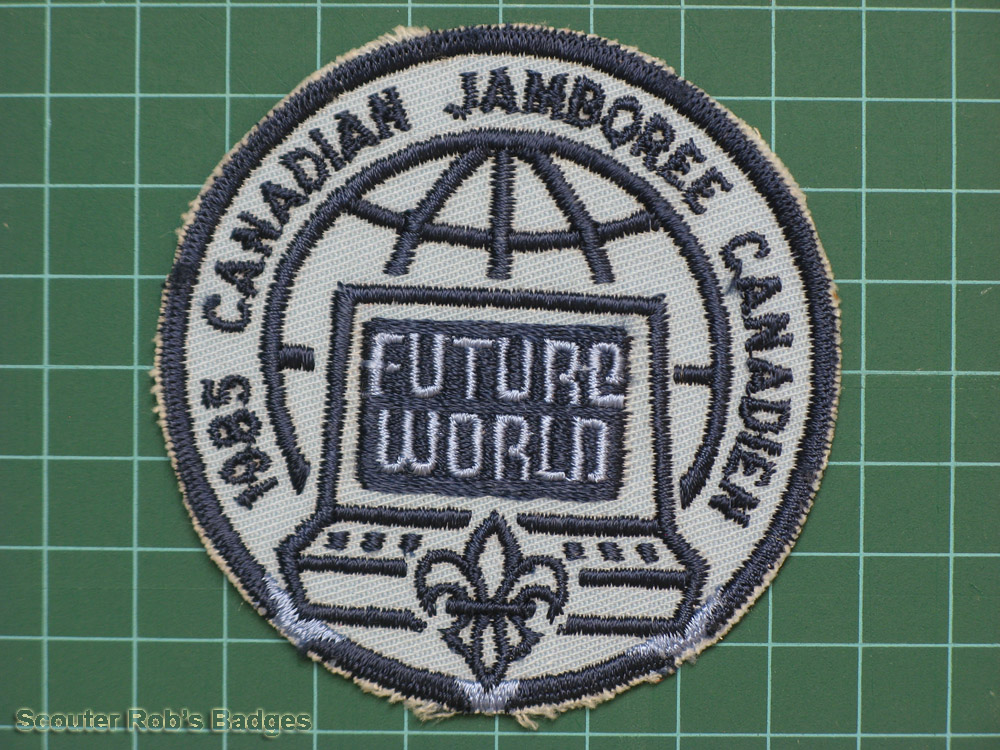 1985 CANADIAN JAMBOREE CANADIEN
FUTURE
WORLD
Scouter Rob's Badges